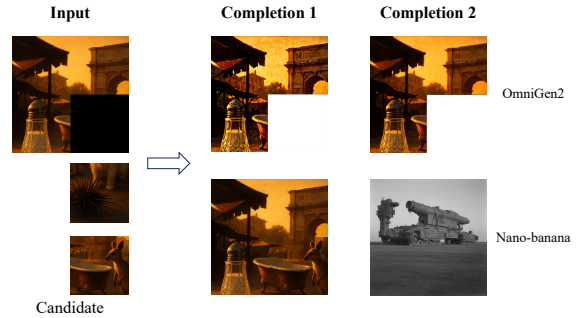 Input
Completion 1
Completion 2
OmniGen2
Nano-banana
Candidate